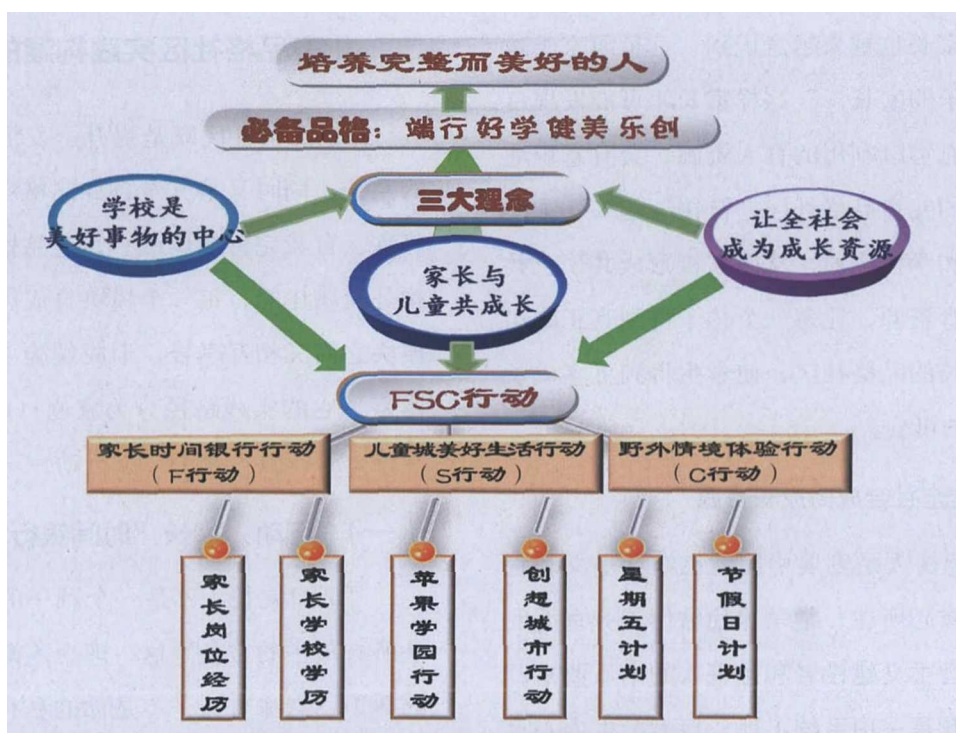 培养完整而美好的人
必备品格：端行好学健美乐创
三大理念
学校是
美好事物的中心
让全社会
成为成长资源
家长与
儿童共成长
FSC行动
家长时间银行行动
（F行动）
儿童城美好生活行动
（S行动）
野外情境体验行动
（C行动）
家长岗位经历
家长学校学历
苹果学园行动
创想城市行动
星期五计划
节假日计划